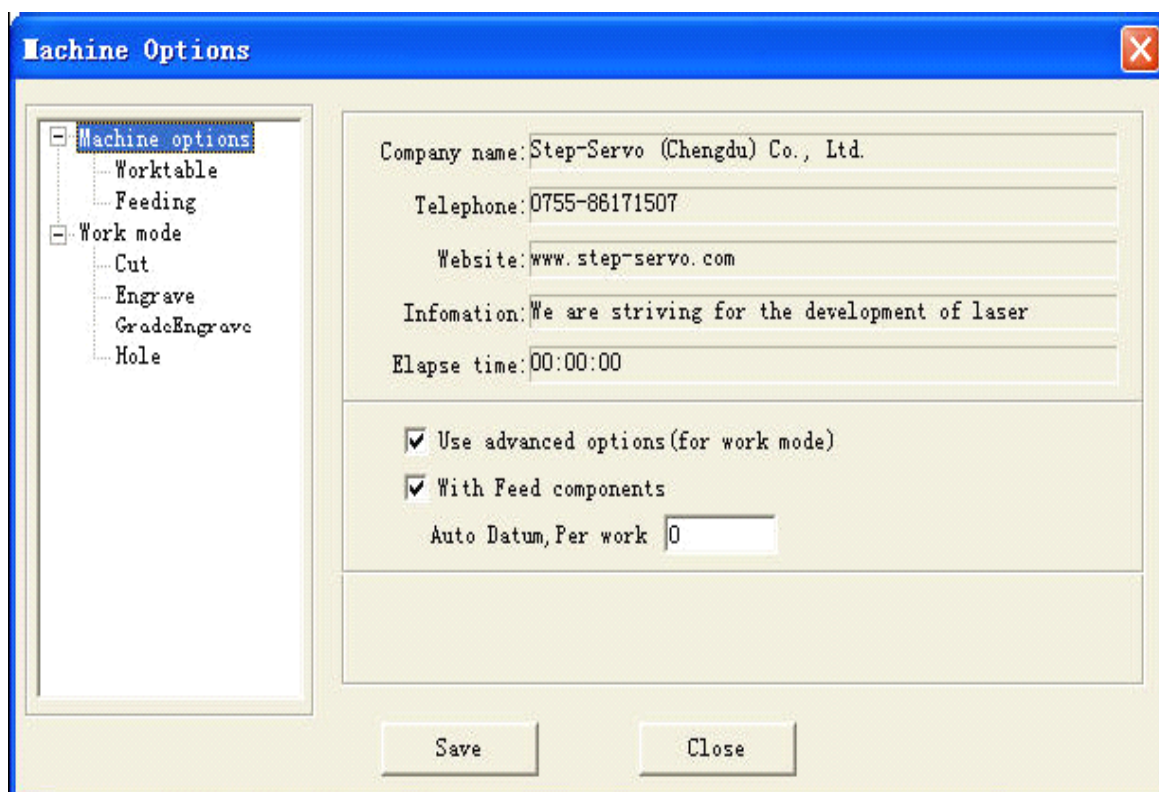 Machine Options
Machine options
Worktable
Feeding
Work mode
Cut
Engrave
GradeEngrave
Hole
Company name: Step-Servo (Chengdu) Co., Ltd.
Telephone: 0755-86171507
Website: www.step-servo.com
Infomation: We are striving for the development of laser
Elapse time: 00:00:00
Use advanced options(for work mode)
With Feed components
Auto Datum,Per work 0
Save Close